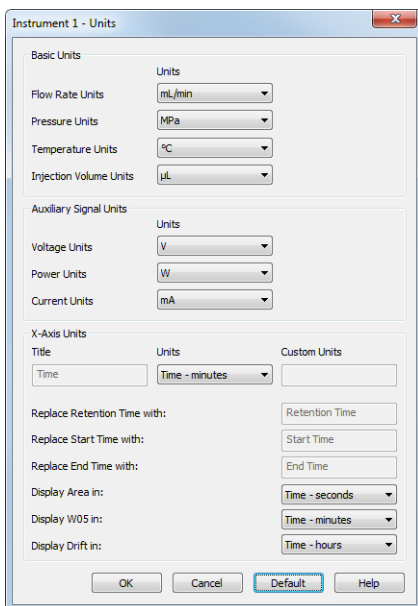 Instrument 1 - Units
Basic Units
Units
Flow Rate Units mL/min
Pressure Units MPa
Temperature Units °C
Injection Volume Units µL
Auxiliary Signal Units
Units
Voltage Units V
Power Units W
Current Units mA
X-Axis Units
Title Units Custom Units
Time Time - minutes
Replace Retention Time with: Retention Time
Replace Start Time with: Start Time
Replace End Time with: End Time
Display Area in: Time - seconds
Display W05 in: Time - minutes
Display Drift in: Time - hours
OK Cancel Default Help